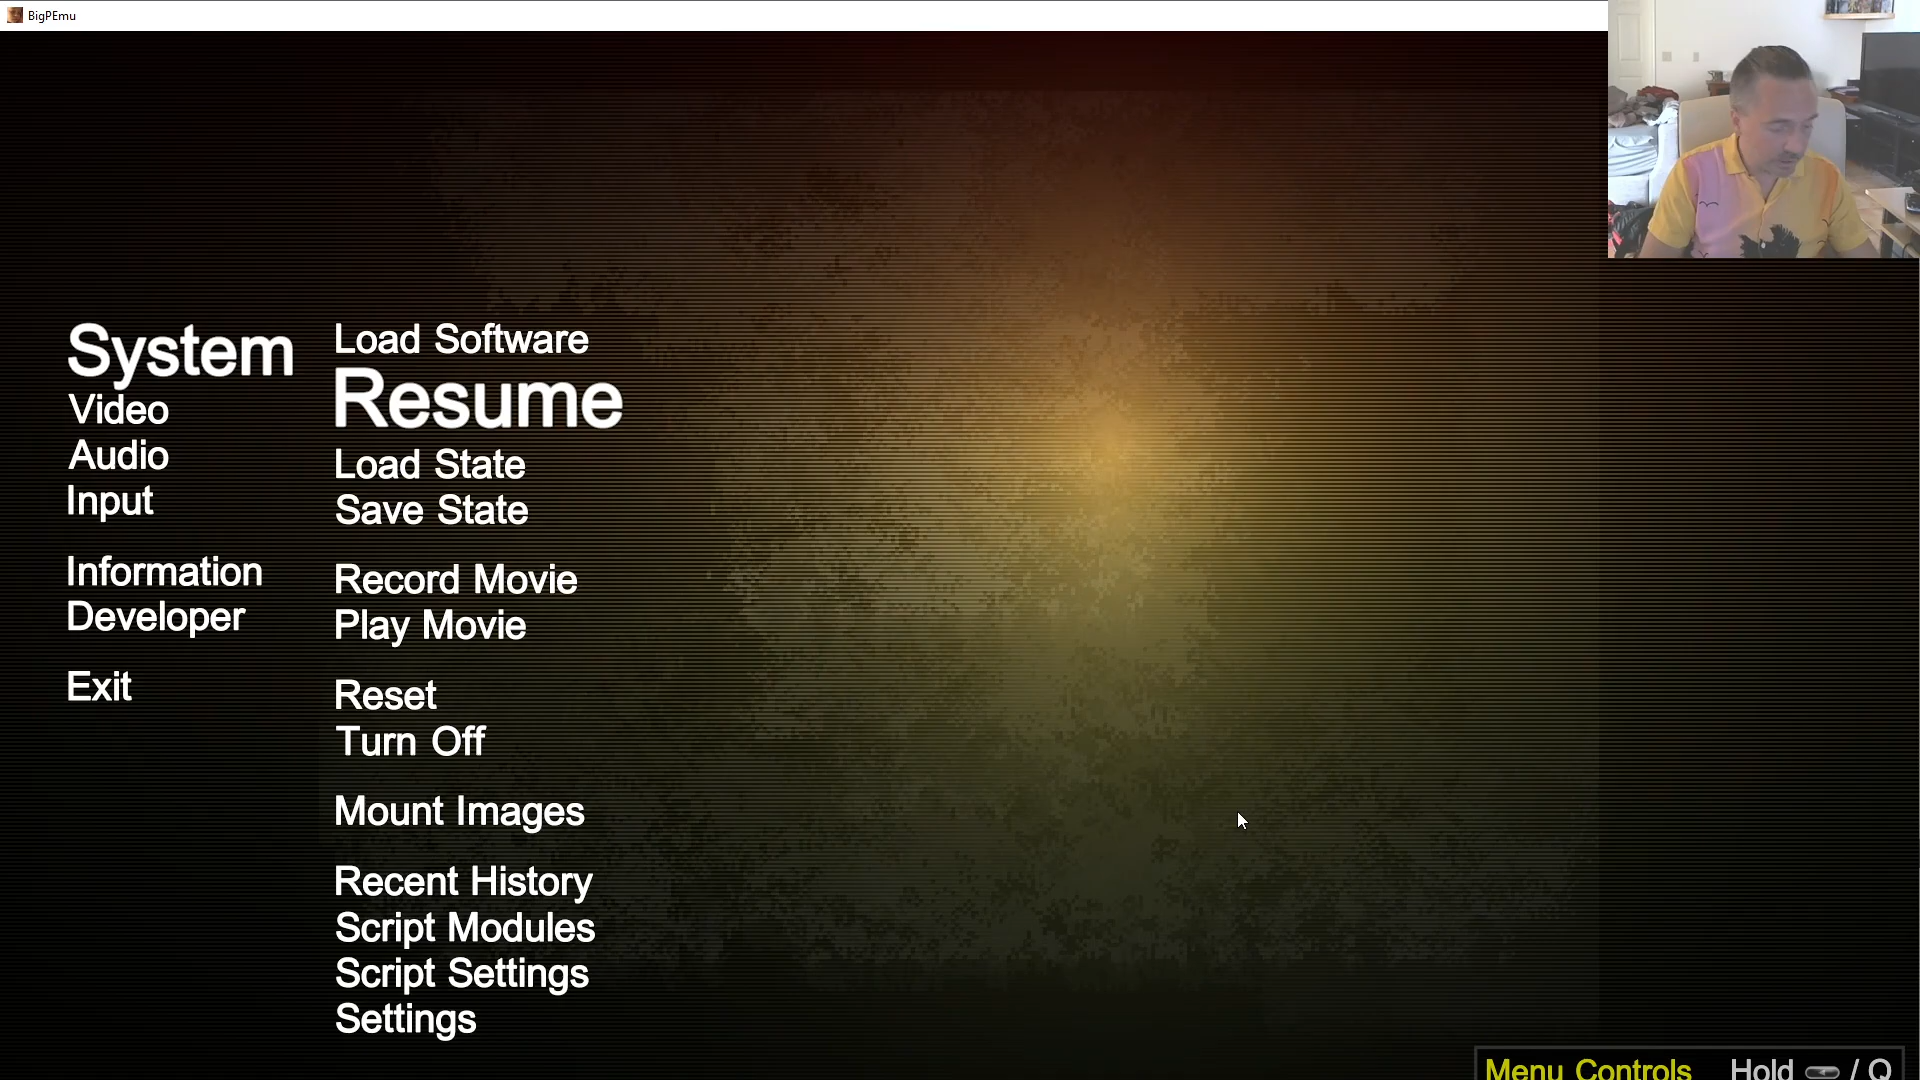 BigPEmu
System
Video
Audio
Input
Information
Developer
Exit
Load Software
Resume
Load State
Save State
Record Movie
Play Movie
Reset
Turn Off
Mount Images
Recent History
Script Modules
Script Settings
Settings
Menu Controls Hold / Q